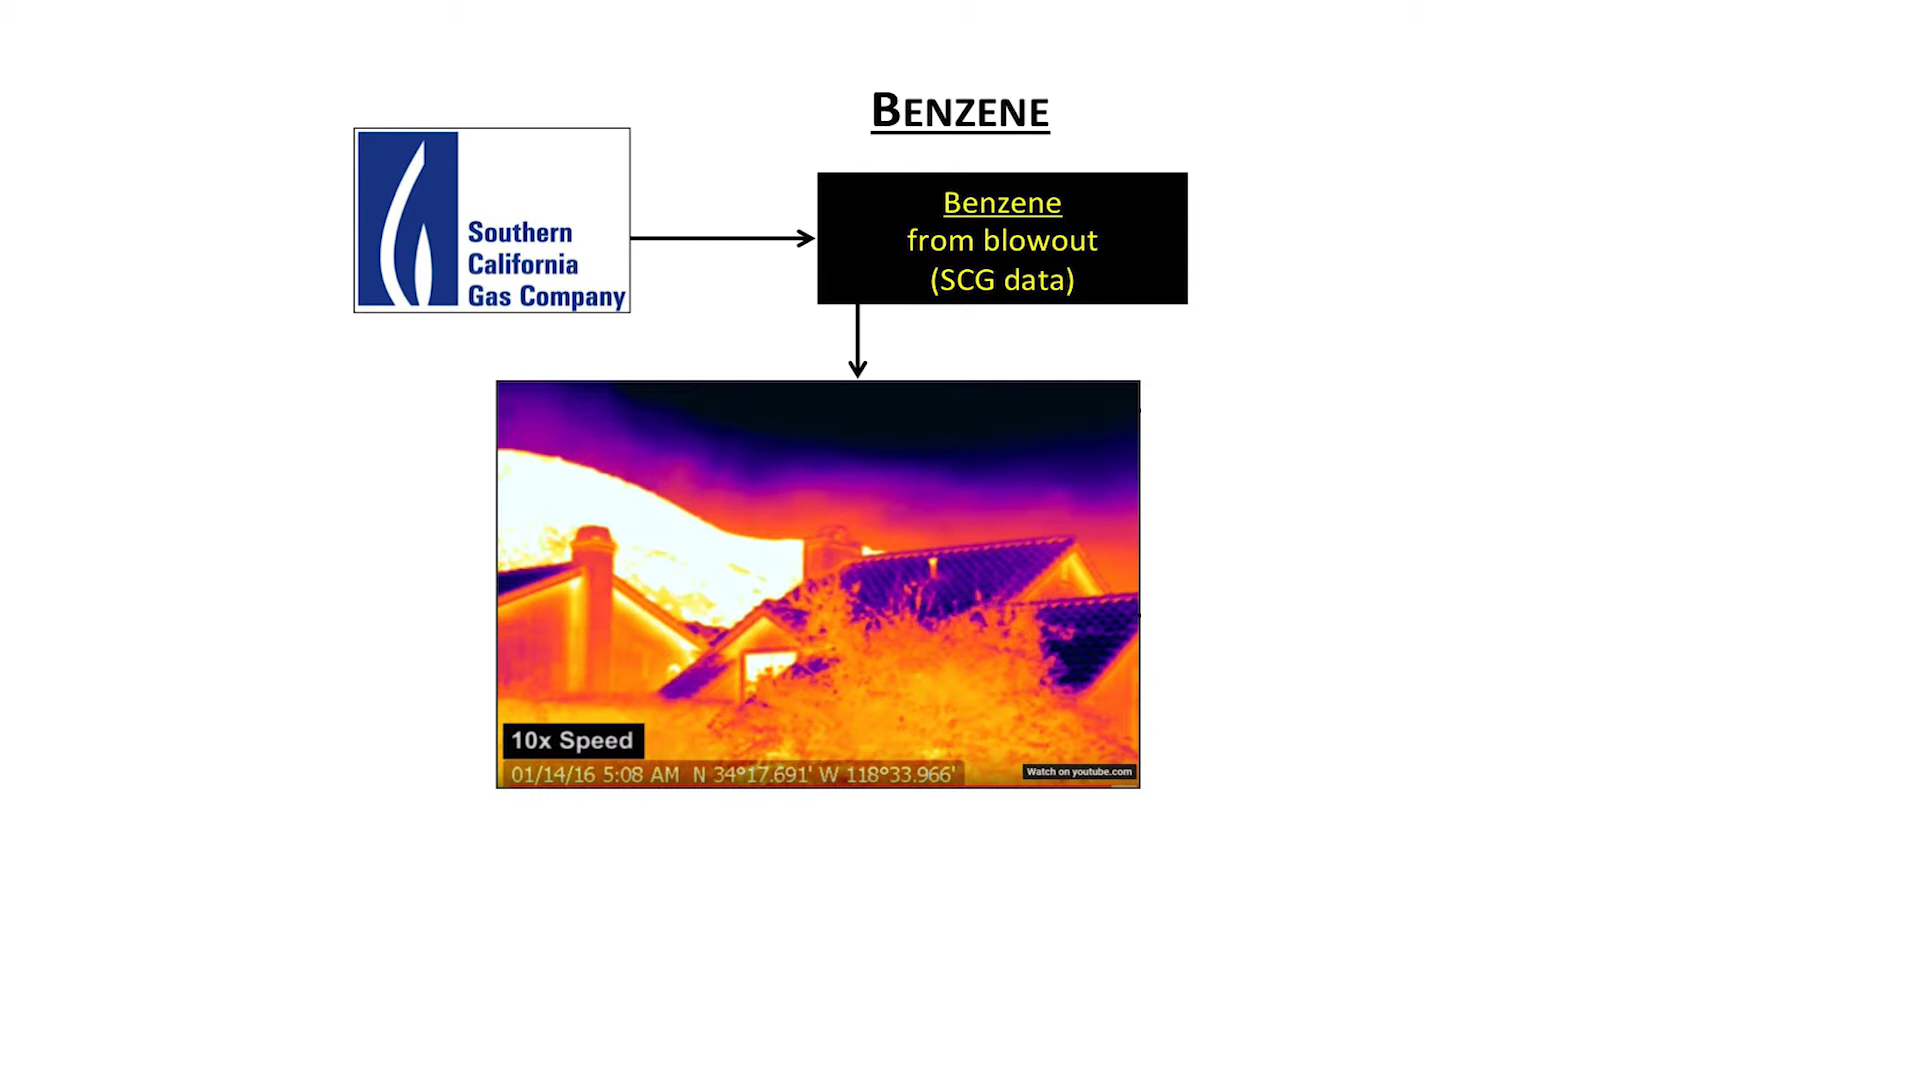 BENZENE
Southern
California
Gas Company
Benzene
from blowout
(SCG data)
10x Speed
01/14/16 5:08 AM N 34°17.691' W 118°33.966'
Watch on youtube.com